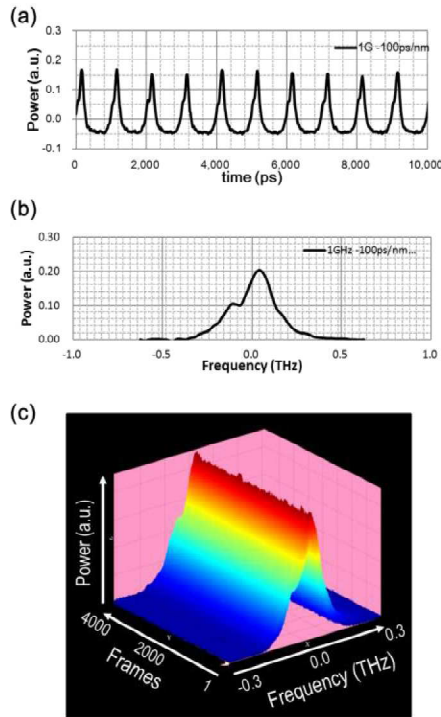 (a)
0.3
0.2
0.1
0.0
-0.1
Power (a.u.)
1G -100ps/nm
0
2,000
4,000
6,000
8,000
10,000
time (ps)
(b)
0.30
0.20
0.10
0.00
Power (a.u.)
1GHz -100ps/nm...
-1.0
-0.5
0.0
0.5
1.0
Frequency (THz)
(c)
Power (a.u.)
4000
2000
1
Frames
-0.3
0.0
0.3
Frequency (THz)